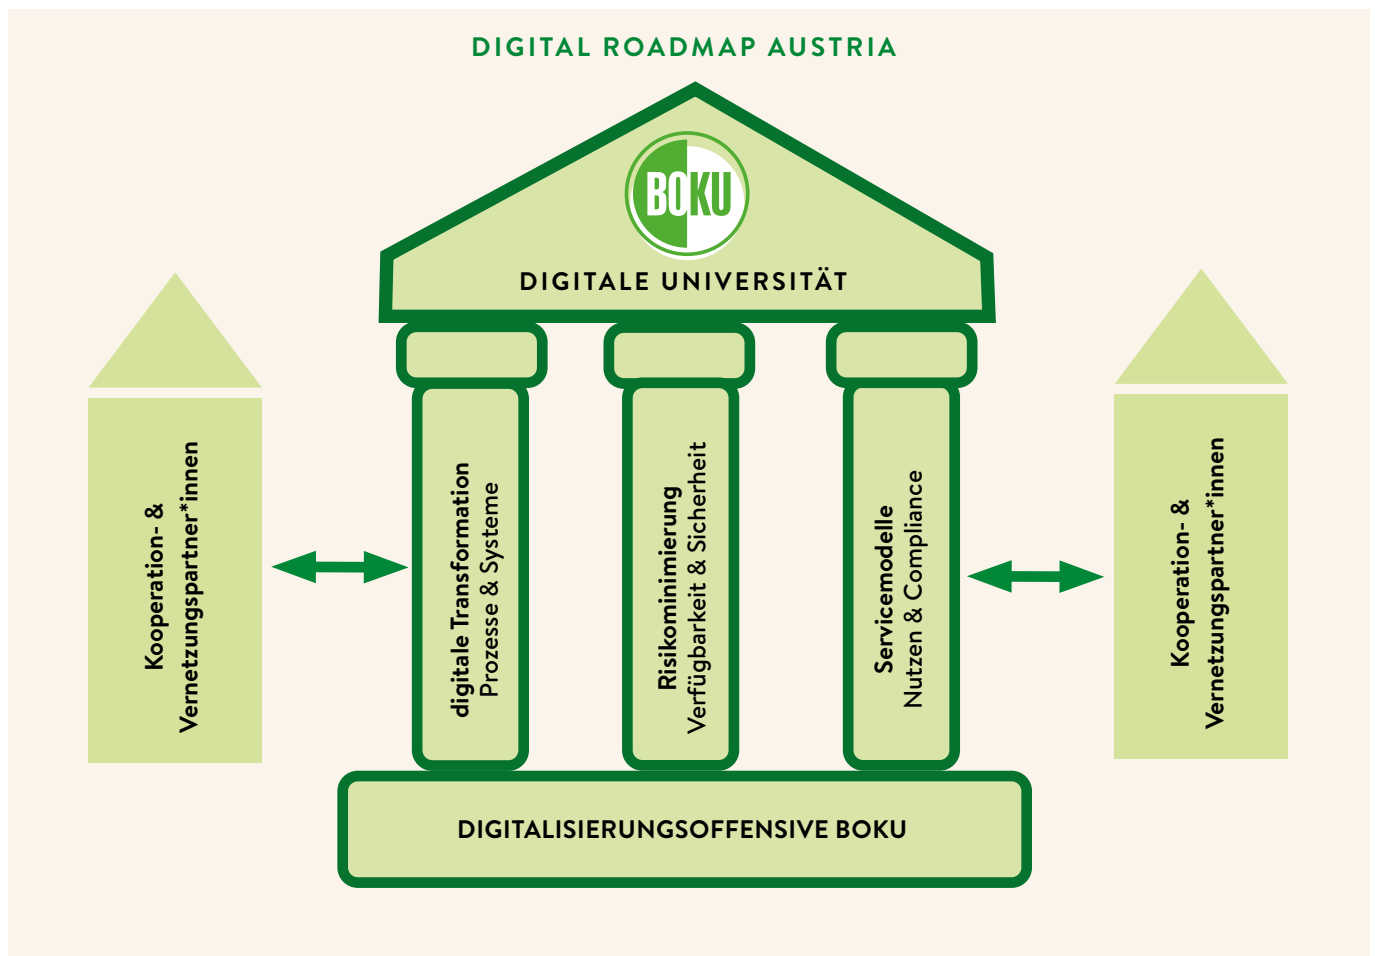 DIGITAL ROADMAP AUSTRIA
BOKU
DIGITALE UNIVERSITÄT
Kooperation- &
Vernetzungspartner*innen
digitale Transformation
Prozesse & Systeme
Risikominimierung
Verfügbarkeit & Sicherheit
Servicemodelle
Nutzen & Compliance
Kooperation- &
Vernetzungspartner*innen
DIGITALISIERUNGSOFFENSIVE BOKU